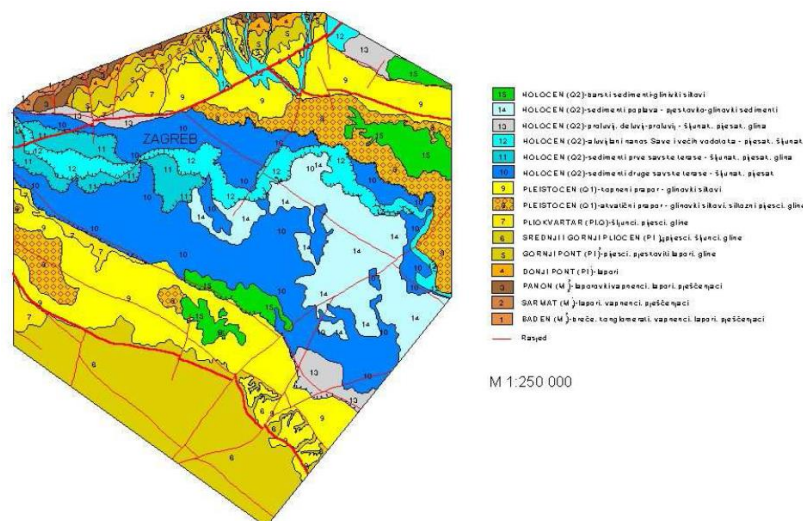 ZAGREB
15 HOLOCEN (Q2)-barski sedimenti-glinoviti siltovi
14 HOLOCEN (Q2)-sedimenti poplava - pjeskovito-glinoviti sedimenti
13 HOLOCEN (Q2)-proluvij, deluvij-proluvij - šljunak, pijesak, glina
12 HOLOCEN (Q2)-aluvijalni nanos Save i većih vodotoka - pijesak, šljunak
11 HOLOCEN (Q2)-sedimenti prve savske terase - šljunak, pijesak, glina
10 HOLOCEN (Q2)-sedimenti druge savske terase - šljunak, pijesak
9 PLEISTOCEN (Q1)-kopneni prapor - glinoviti siltovi
8 PLEISTOCEN (Q1)-akvatični prapor - glinoviti siltovi, siltozni pijesci, gline
7 PLIOKVARTAR (PLQ)-šljunci, pijesci, gline
6 SREDNJI I GORNJI PLIOCEN (Pl) pijesci, šljunci, gline
5 GORNJI PONT (Pl)-pijesci, pjeskoviti lapori, gline
4 DONJI PONT (Pl)-lapori
3 PANON (M)-laporoviti vapnenci, lapori, pješčenjaci
2 SARMAT (M)-lapori, vapnenci, pješčenjaci
1 BADEN (M)-breče, konglomerati, vapnenci, lapori, pješčenjaci
Rasjed
M 1:250 000